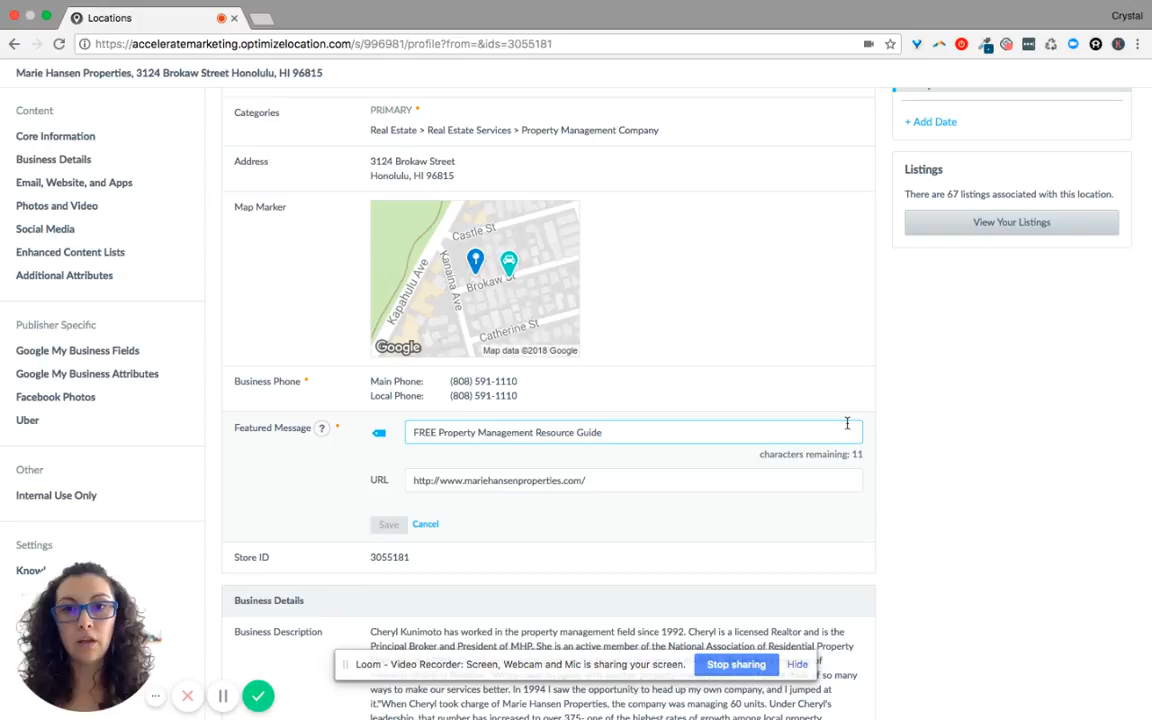 Locations
Crystal
https://acceleratemarketing.optimizelocation.com/s/996981/profile?from=&ids=3055181
Marie Hansen Properties, 3124 Brokaw Street Honolulu, HI 96815
Content
Core Information
Business Details
Email, Website, and Apps
Photos and Video
Social Media
Enhanced Content Lists
Additional Attributes
Publisher Specific
Google My Business Fields
Google My Business Attributes
Facebook Photos
Uber
Other
Internal Use Only
Settings
Categories
PRIMARY *
Real Estate > Real Estate Services > Property Management Company
Address
3124 Brokaw Street
Honolulu, HI 96815
Map Marker
Castle St
Kanaina Ave
Kapahulu Ave
Brokaw St
Catherine St
Google
Map data ©2018 Google
Business Phone *
Main Phone: (808) 591-1110
Local Phone: (808) 591-1110
Featured Message ? *
FREE Property Management Resource Guide
characters remaining: 11
URL
http://www.mariehansenproperties.com/
Save
Cancel
Store ID
3055181
Business Details
Business Description
Cheryl Kunimoto has worked in the property management field since 1992. Cheryl is a licensed Realtor and is the
Principal Broker and President of MHP. She is an active member of the National Association of Residential Property
of so many
ways to make our services better. In 1994 I saw the opportunity to head up my own company, and I jumped at
it."When Cheryl took charge of Marie Hansen Properties, the company was managing 60 units. Under Cheryl's
leadership, that number has increased to over 375- one of the highest rates of growth among local property
Loom - Video Recorder: Screen, Webcam and Mic is sharing your screen.
Stop sharing
Hide
+ Add Date
Listings
There are 67 listings associated with this location.
View Your Listings